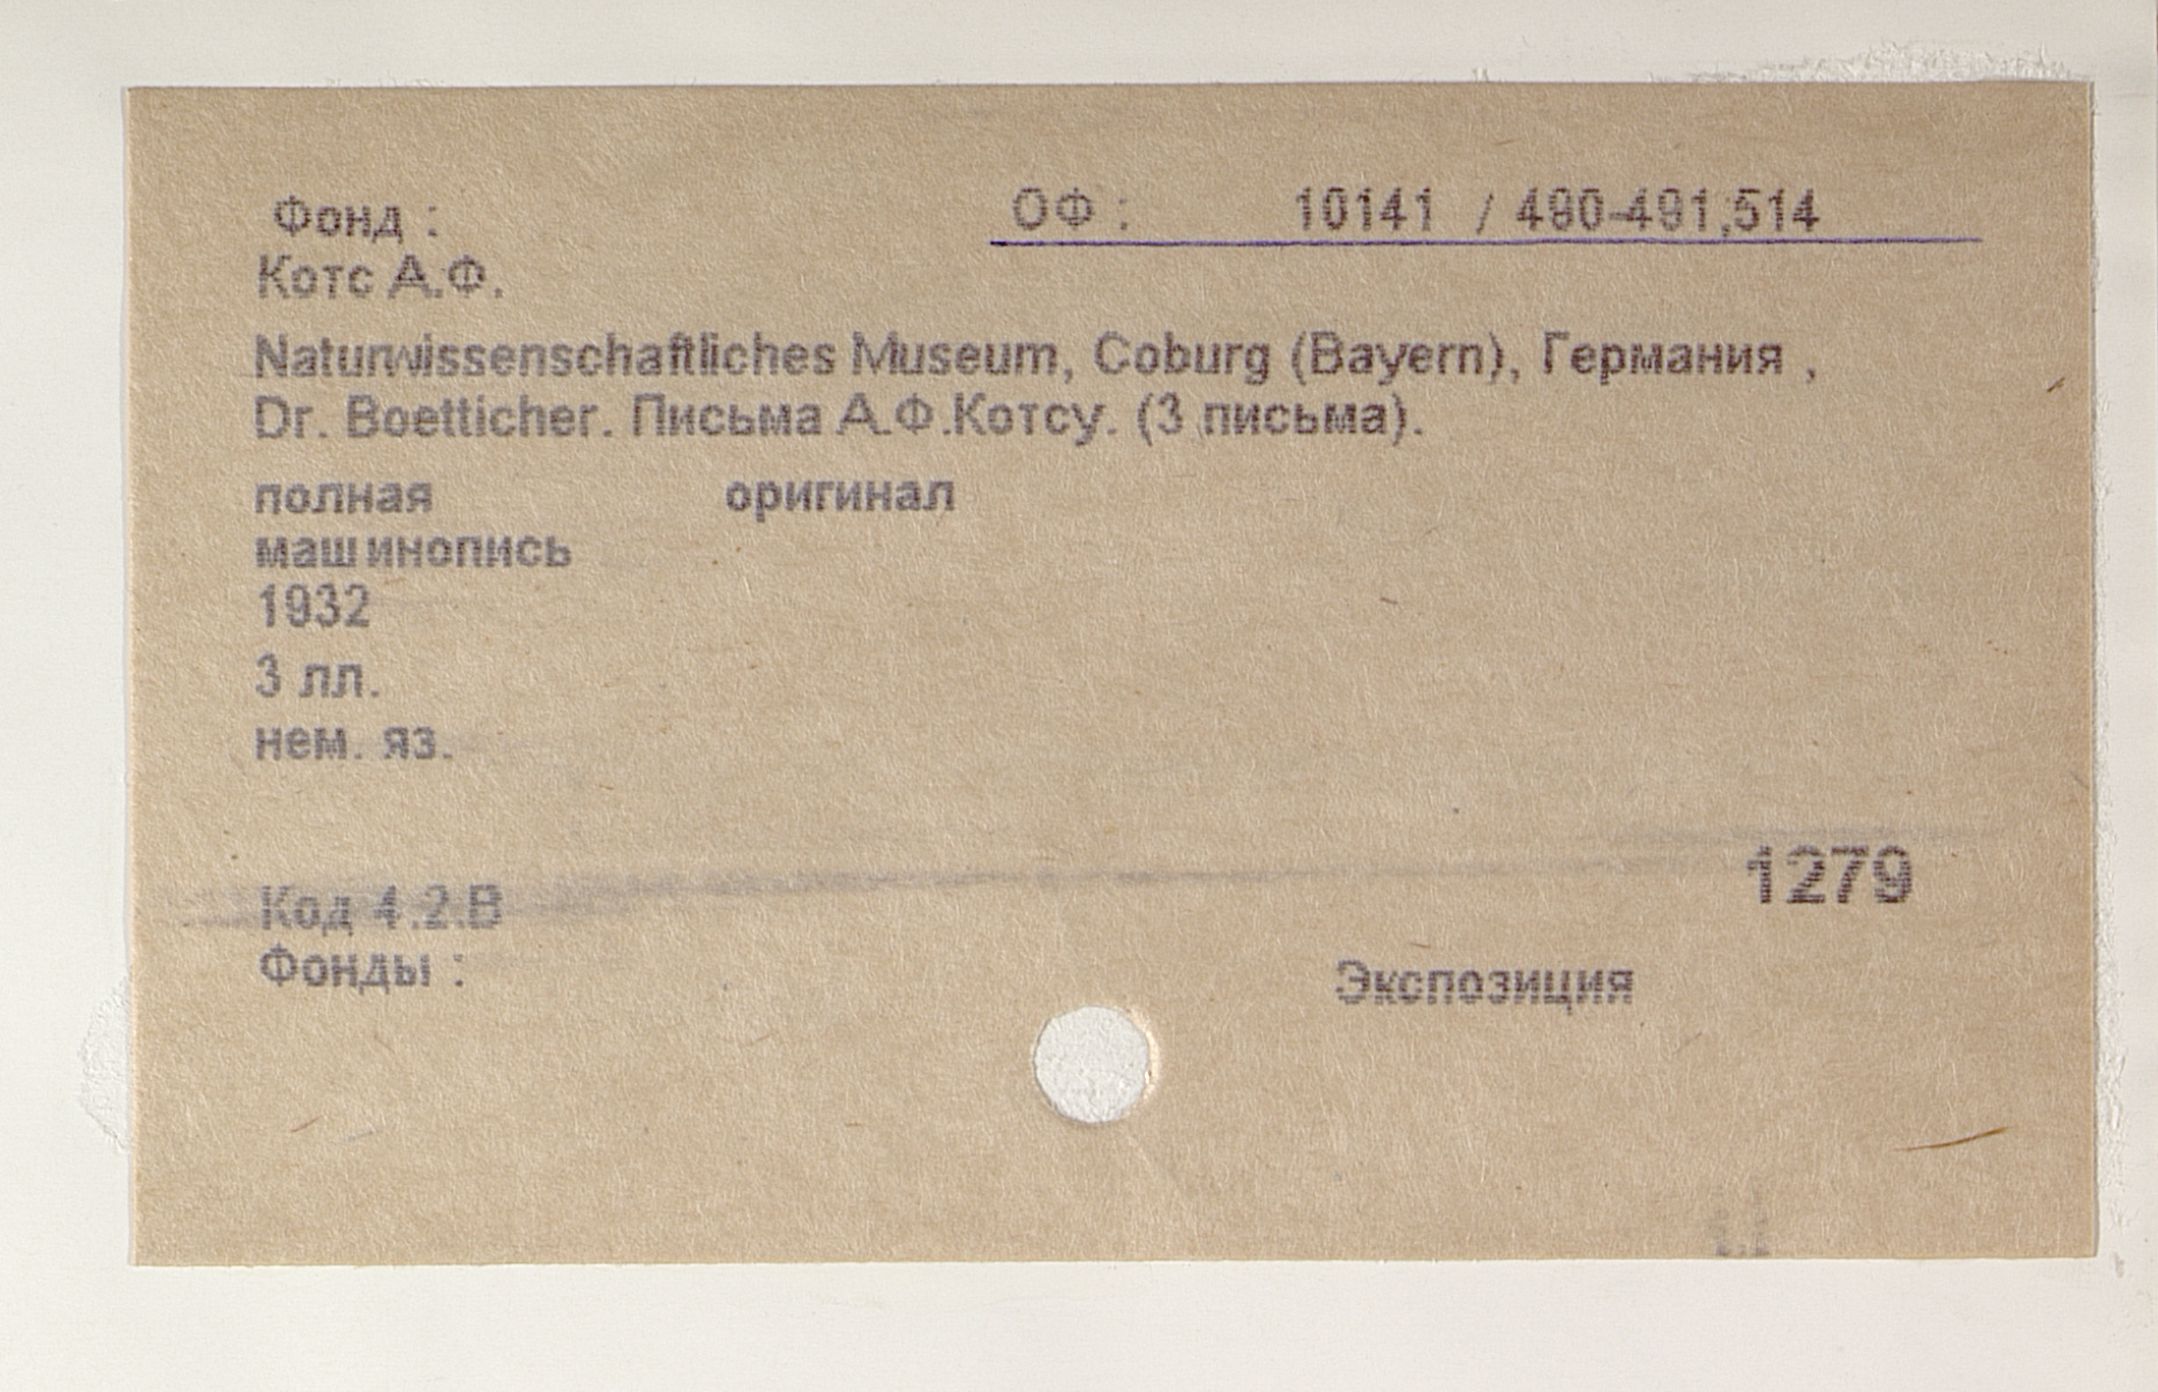 Фонд : ОФ : 10141 / 490-491,514
Котс А.Ф.
Naturwissenschaftliches Museum, Coburg (Bayern), Германия ,
Dr. Boetticher. Письма А.Ф.Котсу. (3 письма).
полная оригинал
машинопись
1932
3 лл.
нем. яз.
1279
Код 4.2.В
Фонды : Экспозиция